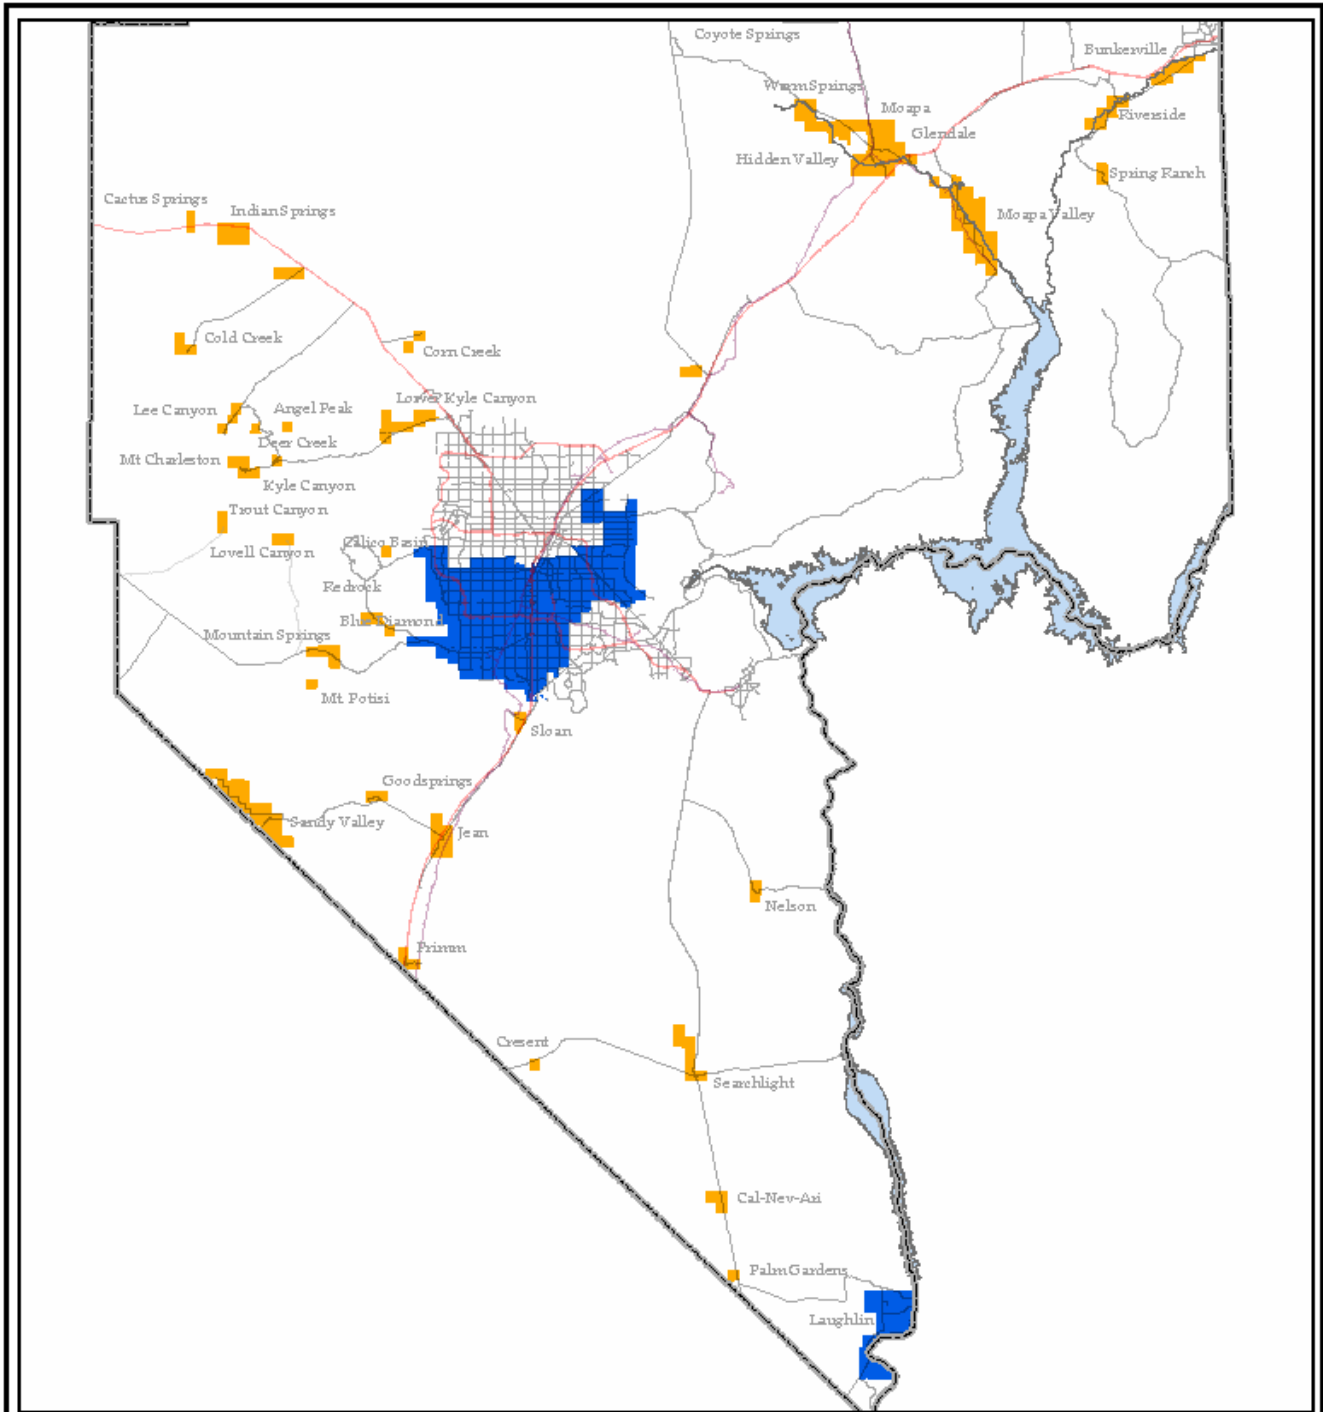 Coyote Springs
Bunkerville
Warm Springs
Moapa
Riverside
Glendale
Hidden Valley
Spring Ranch
Cactus Springs
Indian Springs
Moapa Valley
Cold Creek
Corn Creek
Lee Canyon
Angel Peak
Lower Kyle Canyon
Deer Creek
Mt Charleston
Kyle Canyon
Trout Canyon
Lovell Canyon
Calico Basin
Redrock
Blue Diamond
Mountain Springs
Mt. Potisi
Sloan
Goodsprings
Sandy Valley
Jean
Nelson
Primm
Cresent
Searchlight
Cal-Nev-Ari
Palm Gardens
Laughlin